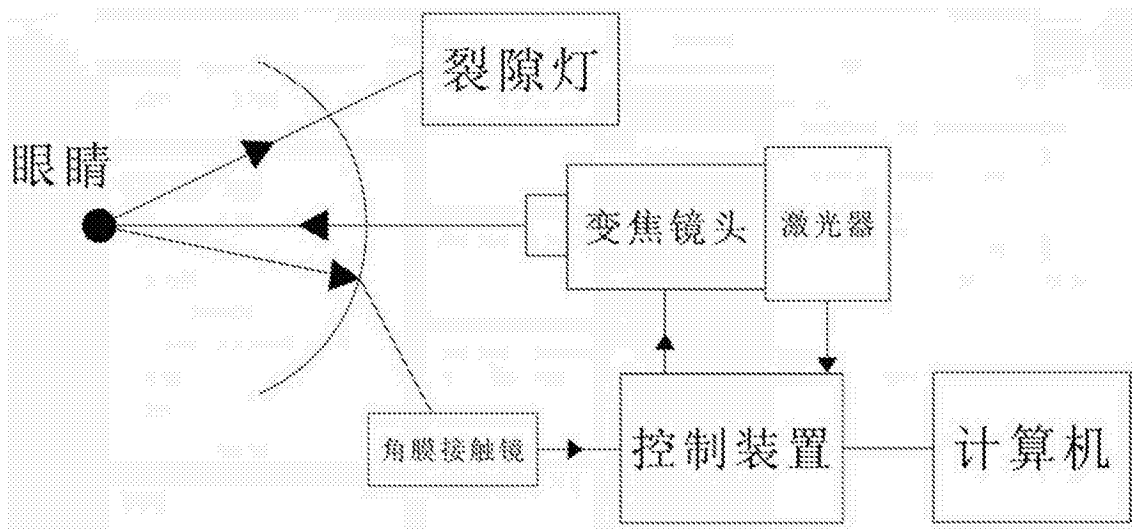 裂隙灯
眼睛
变焦镜头
激光器
角膜接触镜
控制装置
计算机